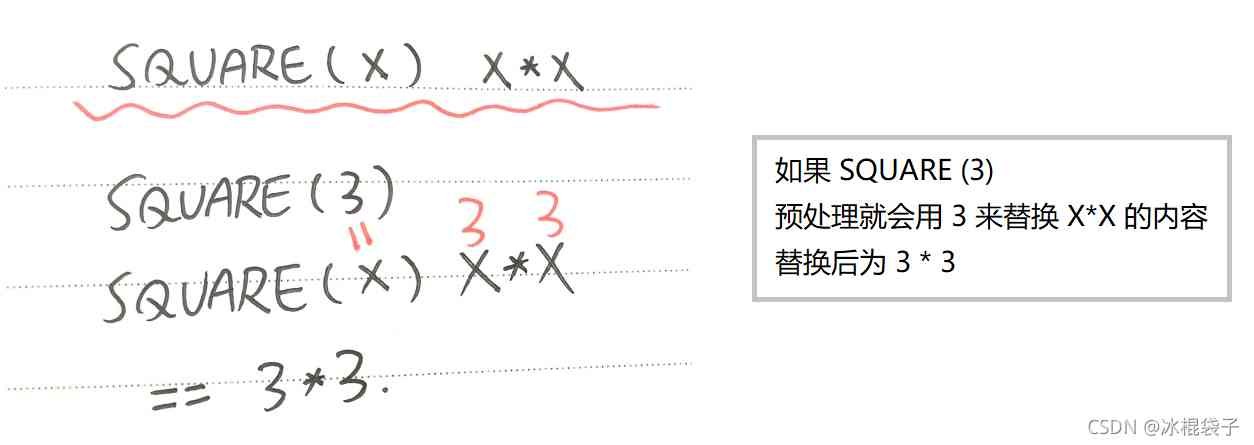 SQUARE(X) X*X
SQUARE(3)
3 3
SQUARE(X) X*X
== 3*3.
如果 SQUARE (3)
预处理就会用 3 来替换 X*X 的内容
替换后为 3 * 3
CSDN @冰棍袋子